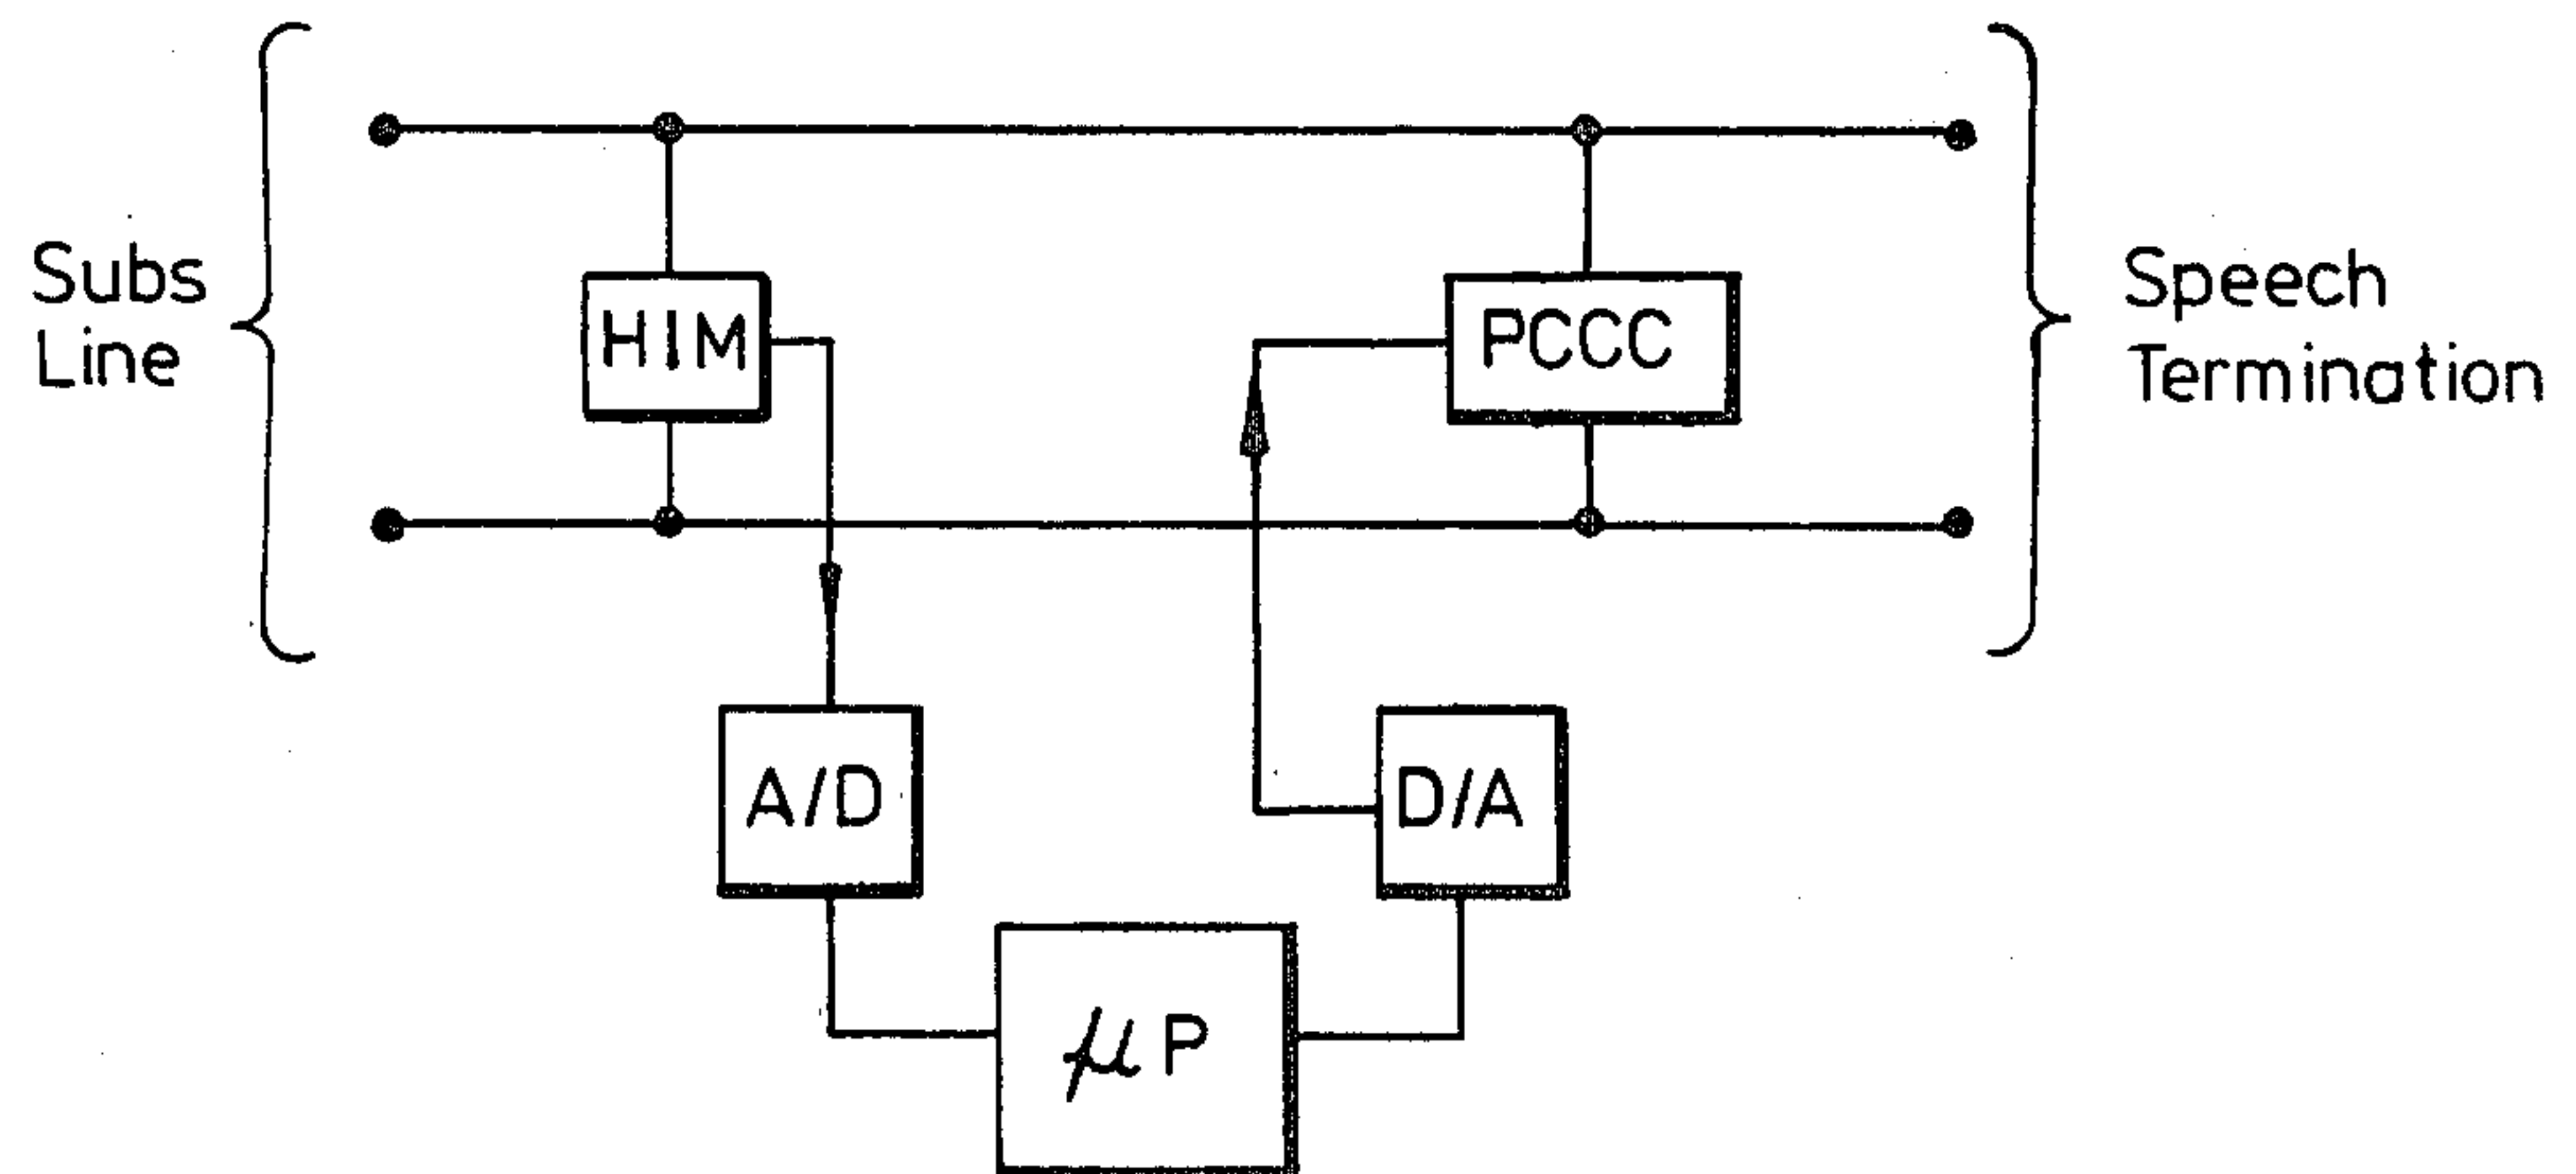 Subs
Line
HIM
PCCC
Speech
Termination
A/D
D/A
μP